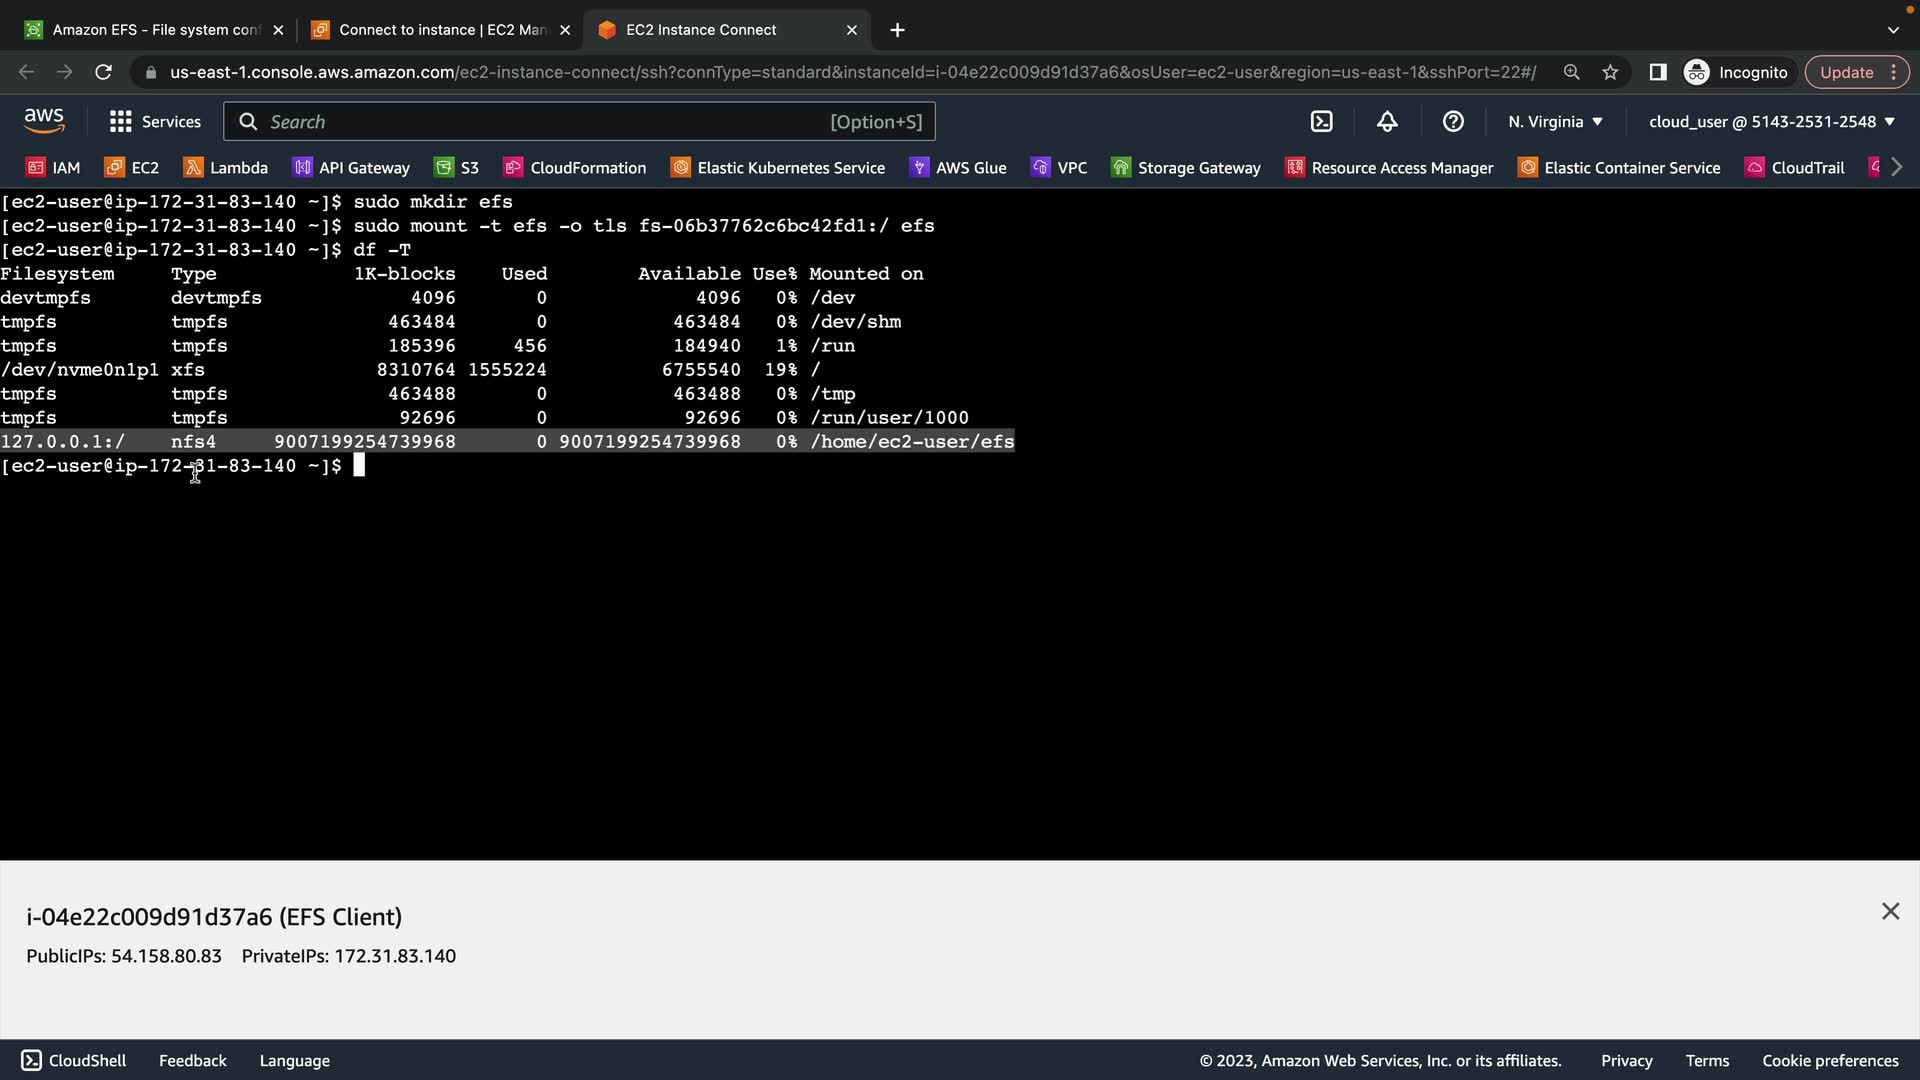 Amazon EFS - File system con
Connect to instance | EC2 Man
EC2 Instance Connect
us-east-1.console.aws.amazon.com/ec2-instance-connect/ssh?connType=standard&instanceId=i-04e22c009d91d37a6&osUser=ec2-user&region=us-east-1&sshPort=22#/
Incognito
Update
aws
Services
Search
[Option+S]
N. Virginia
cloud_user @ 5143-2531-2548
IAM
EC2
Lambda
API Gateway
S3
CloudFormation
Elastic Kubernetes Service
AWS Glue
VPC
Storage Gateway
Resource Access Manager
Elastic Container Service
CloudTrail
[ec2-user@ip-172-31-83-140 ~]$ sudo mkdir efs
[ec2-user@ip-172-31-83-140 ~]$ sudo mount -t efs -o tls fs-06b37762c6bc42fd1:/ efs
[ec2-user@ip-172-31-83-140 ~]$ df -T
Filesystem Type 1K-blocks Used Available Use% Mounted on
devtmpfs devtmpfs 4096 0 4096 0% /dev
tmpfs tmpfs 463484 0 463484 0% /dev/shm
tmpfs tmpfs 185396 456 184940 1% /run
/dev/nvme0n1p1 xfs 8310764 1555224 6755540 19% /
tmpfs tmpfs 463488 0 463488 0% /tmp
tmpfs tmpfs 92696 0 92696 0% /run/user/1000
127.0.0.1:/ nfs4 9007199254739968 0 9007199254739968 0% /home/ec2-user/efs
[ec2-user@ip-172-31-83-140 ~]$
i-04e22c009d91d37a6 (EFS Client)
PublicIPs: 54.158.80.83 PrivateIPs: 172.31.83.140
CloudShell
Feedback
Language
© 2023, Amazon Web Services, Inc. or its affiliates.
Privacy
Terms
Cookie preferences